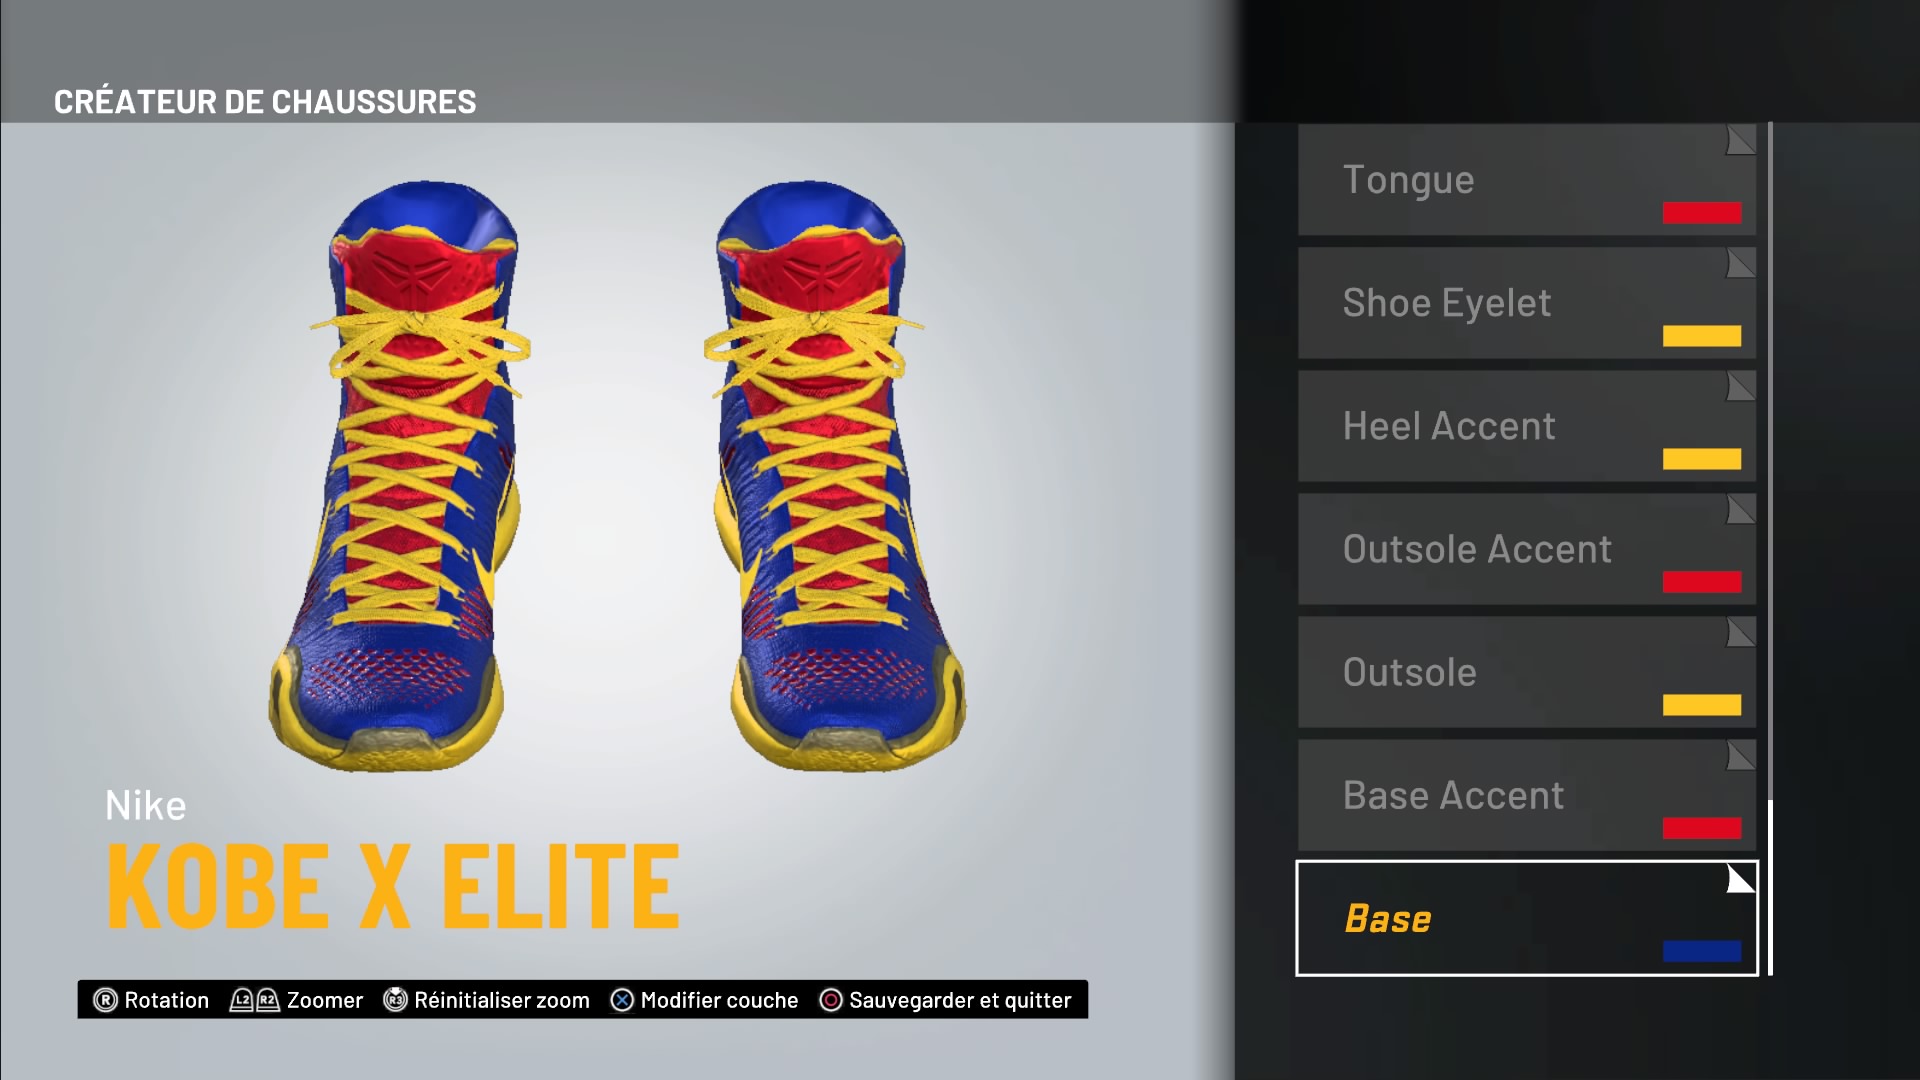 CRÉATEUR DE CHAUSSURES
Tongue
Shoe Eyelet
Heel Accent
Outsole Accent
Outsole
Base Accent
Base
Nike
KOBE X ELITE
R Rotation L2 R2 Zoomer R3 Réinitialiser zoom Modifier couche Sauvegarder et quitter